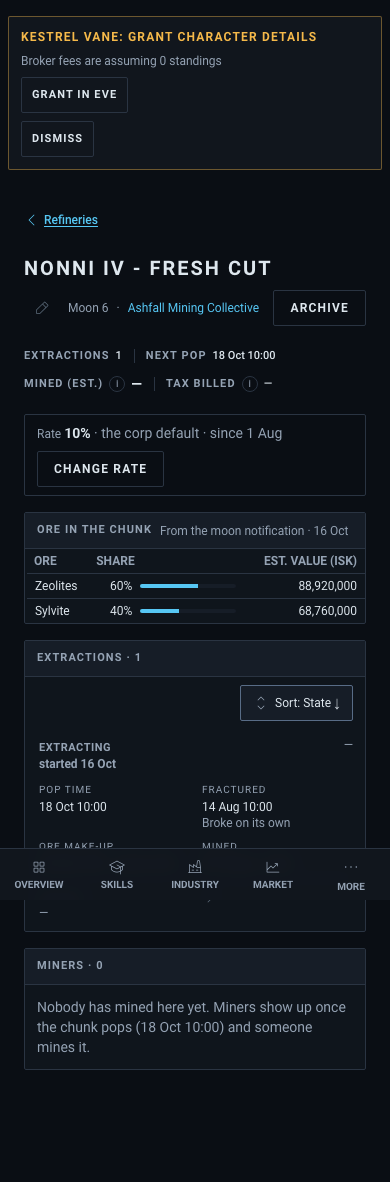 KESTREL VANE: GRANT CHARACTER DETAILS
Broker fees are assuming 0 standings
GRANT IN EVE
DISMISS
Refineries
NONNI IV - FRESH CUT
Moon 6 · Ashfall Mining Collective
ARCHIVE
EXTRACTIONS 1 NEXT POP 18 Oct 10:00
MINED (EST.) i — TAX BILLED i —
Rate 10% · the corp default · since 1 Aug
CHANGE RATE
ORE IN THE CHUNK From the moon notification · 16 Oct
ORE SHARE EST. VALUE (ISK)
Zeolites 60% 88,920,000
Sylvite 40% 68,760,000
EXTRACTIONS · 1
Sort: State ↓
EXTRACTING —
started 16 Oct
POP TIME FRACTURED
18 Oct 10:00 14 Aug 10:00
Broke on its own
ORE MAKE-UP MINED
OVERVIEW SKILLS INDUSTRY MARKET MORE
—
MINERS · 0
Nobody has mined here yet. Miners show up once
the chunk pops (18 Oct 10:00) and someone
mines it.